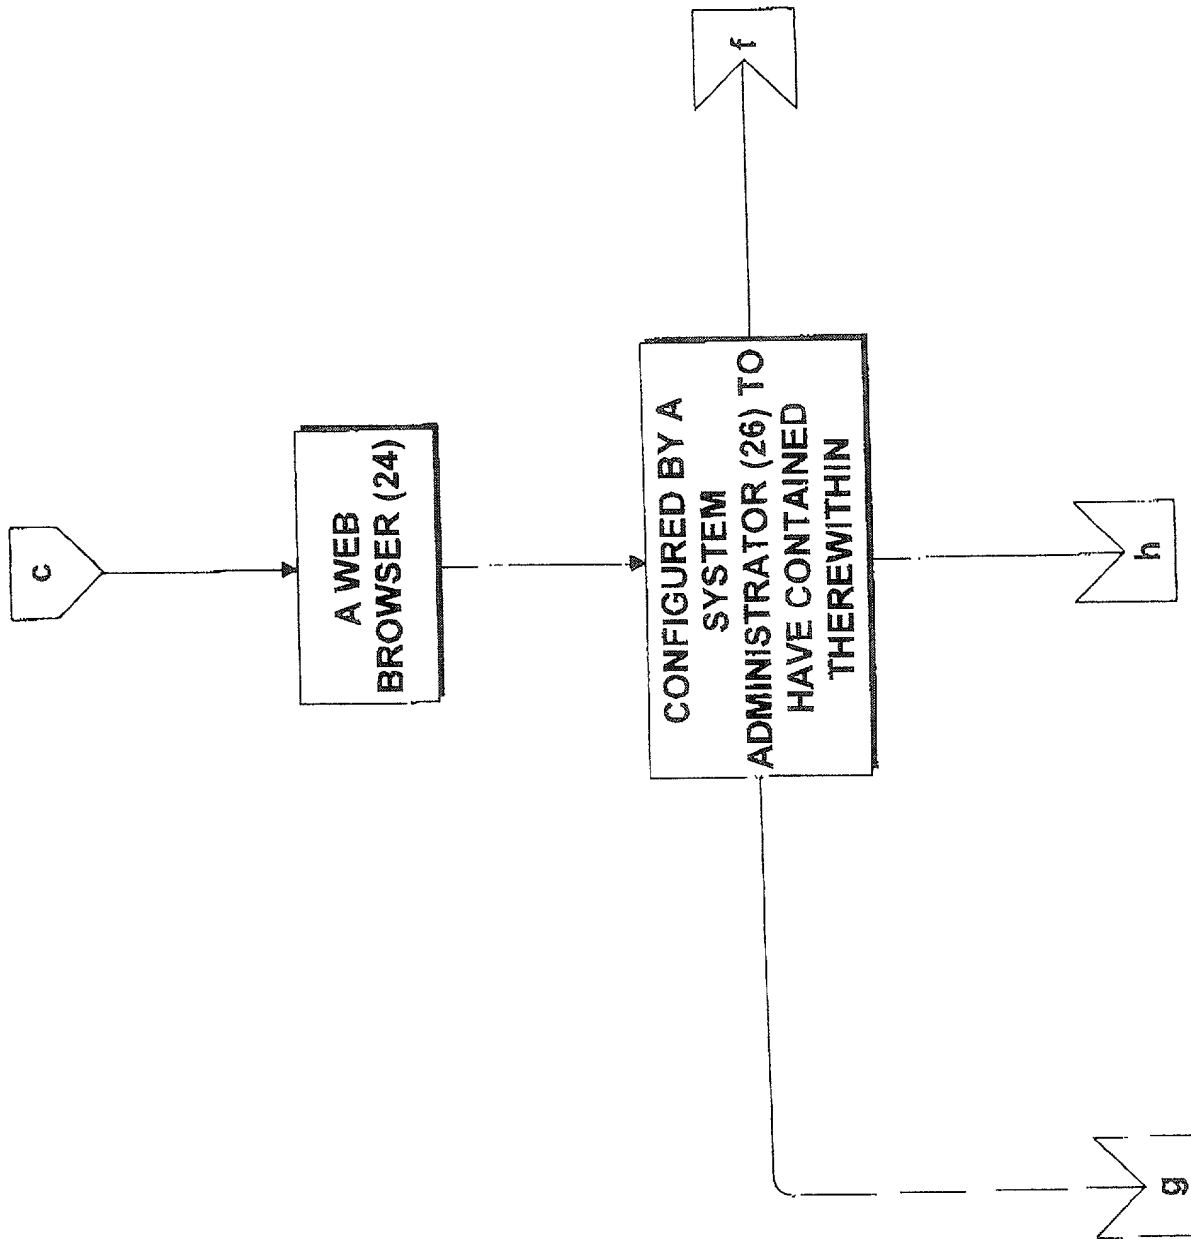 c
A WEB
BROWSER (24)
CONFIGURED BY A
SYSTEM
ADMINISTRATOR (26) TO
HAVE CONTAINED
THEREWITHIN
f
h
g